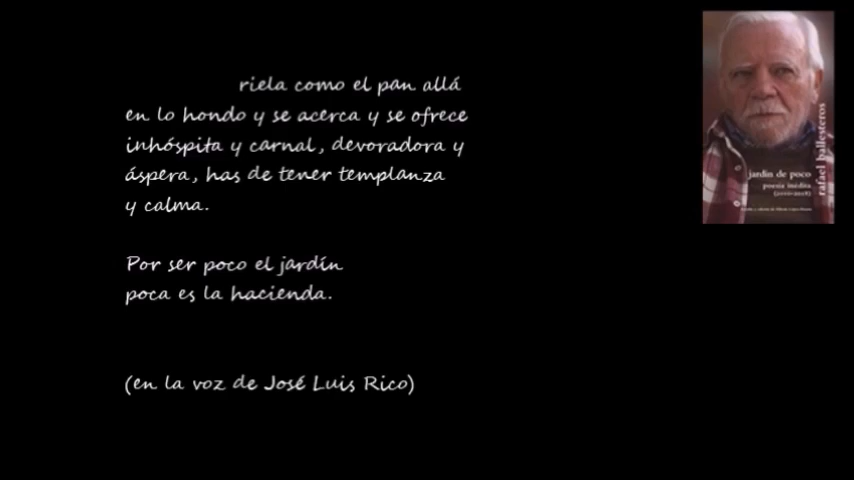 riela como el pan allá
en lo hondo y se acerca y se ofrece
inhóspita y carnal, devoradora y
áspera, has de tener templanza
y calma.
Por ser poco el jardín
poca es la hacienda.
(en la voz de José Luis Rico)
jardín de poco
poesía inédita
rafael ballesteros